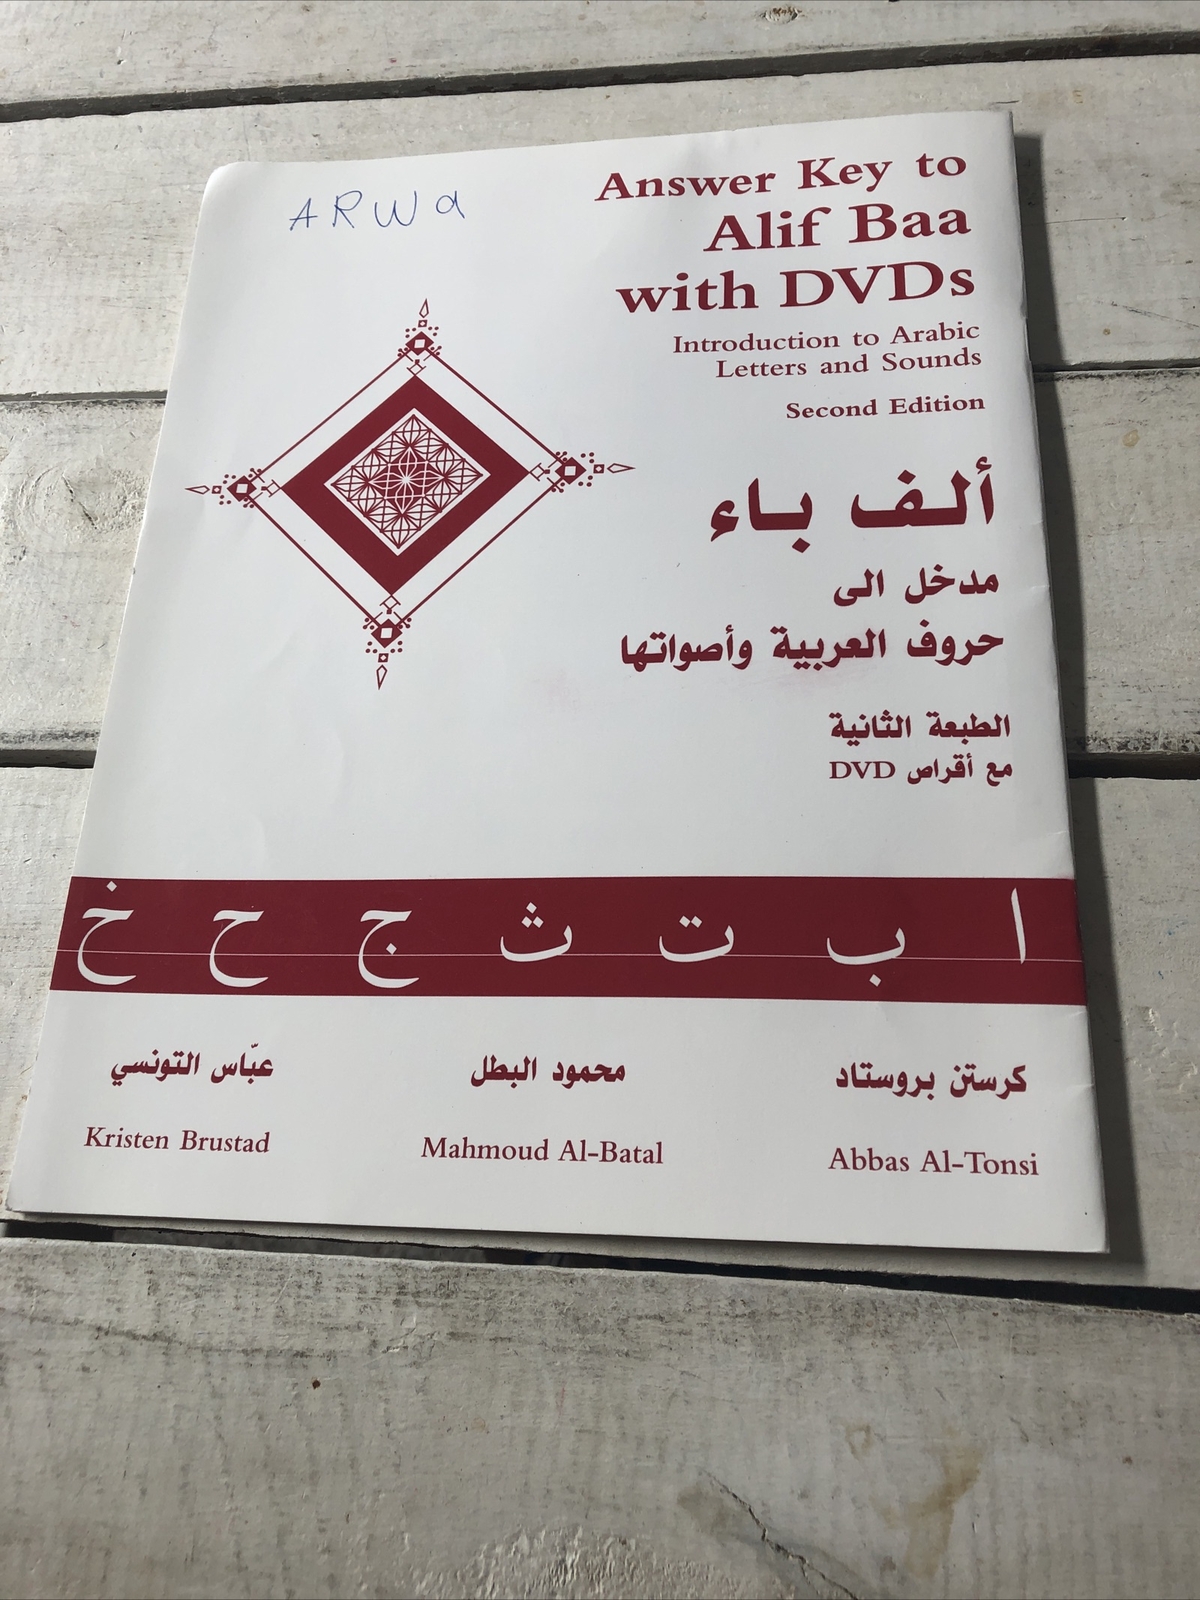 ARWa
Answer Key to
Alif Baa
with DVDs
Introduction to Arabic
Letters and Sounds
Second Edition
ألف باء
مدخل الى
حروف العربية وأصواتها
الطبعة الثانية
مع أقراص DVD
ا ب ت ث ج ح خ
كرستن بروستاد محمود البطل عبّاس التونسي
Kristen Brustad Mahmoud Al-Batal Abbas Al-Tonsi